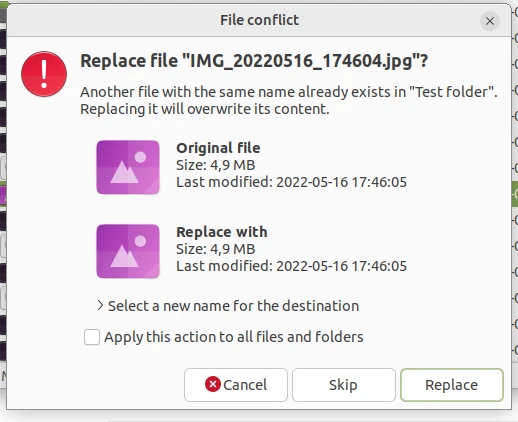 File conflict
Replace file "IMG_20220516_174604.jpg"?
Another file with the same name already exists in "Test folder".
Replacing it will overwrite its content.
Original file
Size: 4,9 MB
Last modified: 2022-05-16 17:46:05
Replace with
Size: 4,9 MB
Last modified: 2022-05-16 17:46:05
Select a new name for the destination
Apply this action to all files and folders
Cancel
Skip
Replace